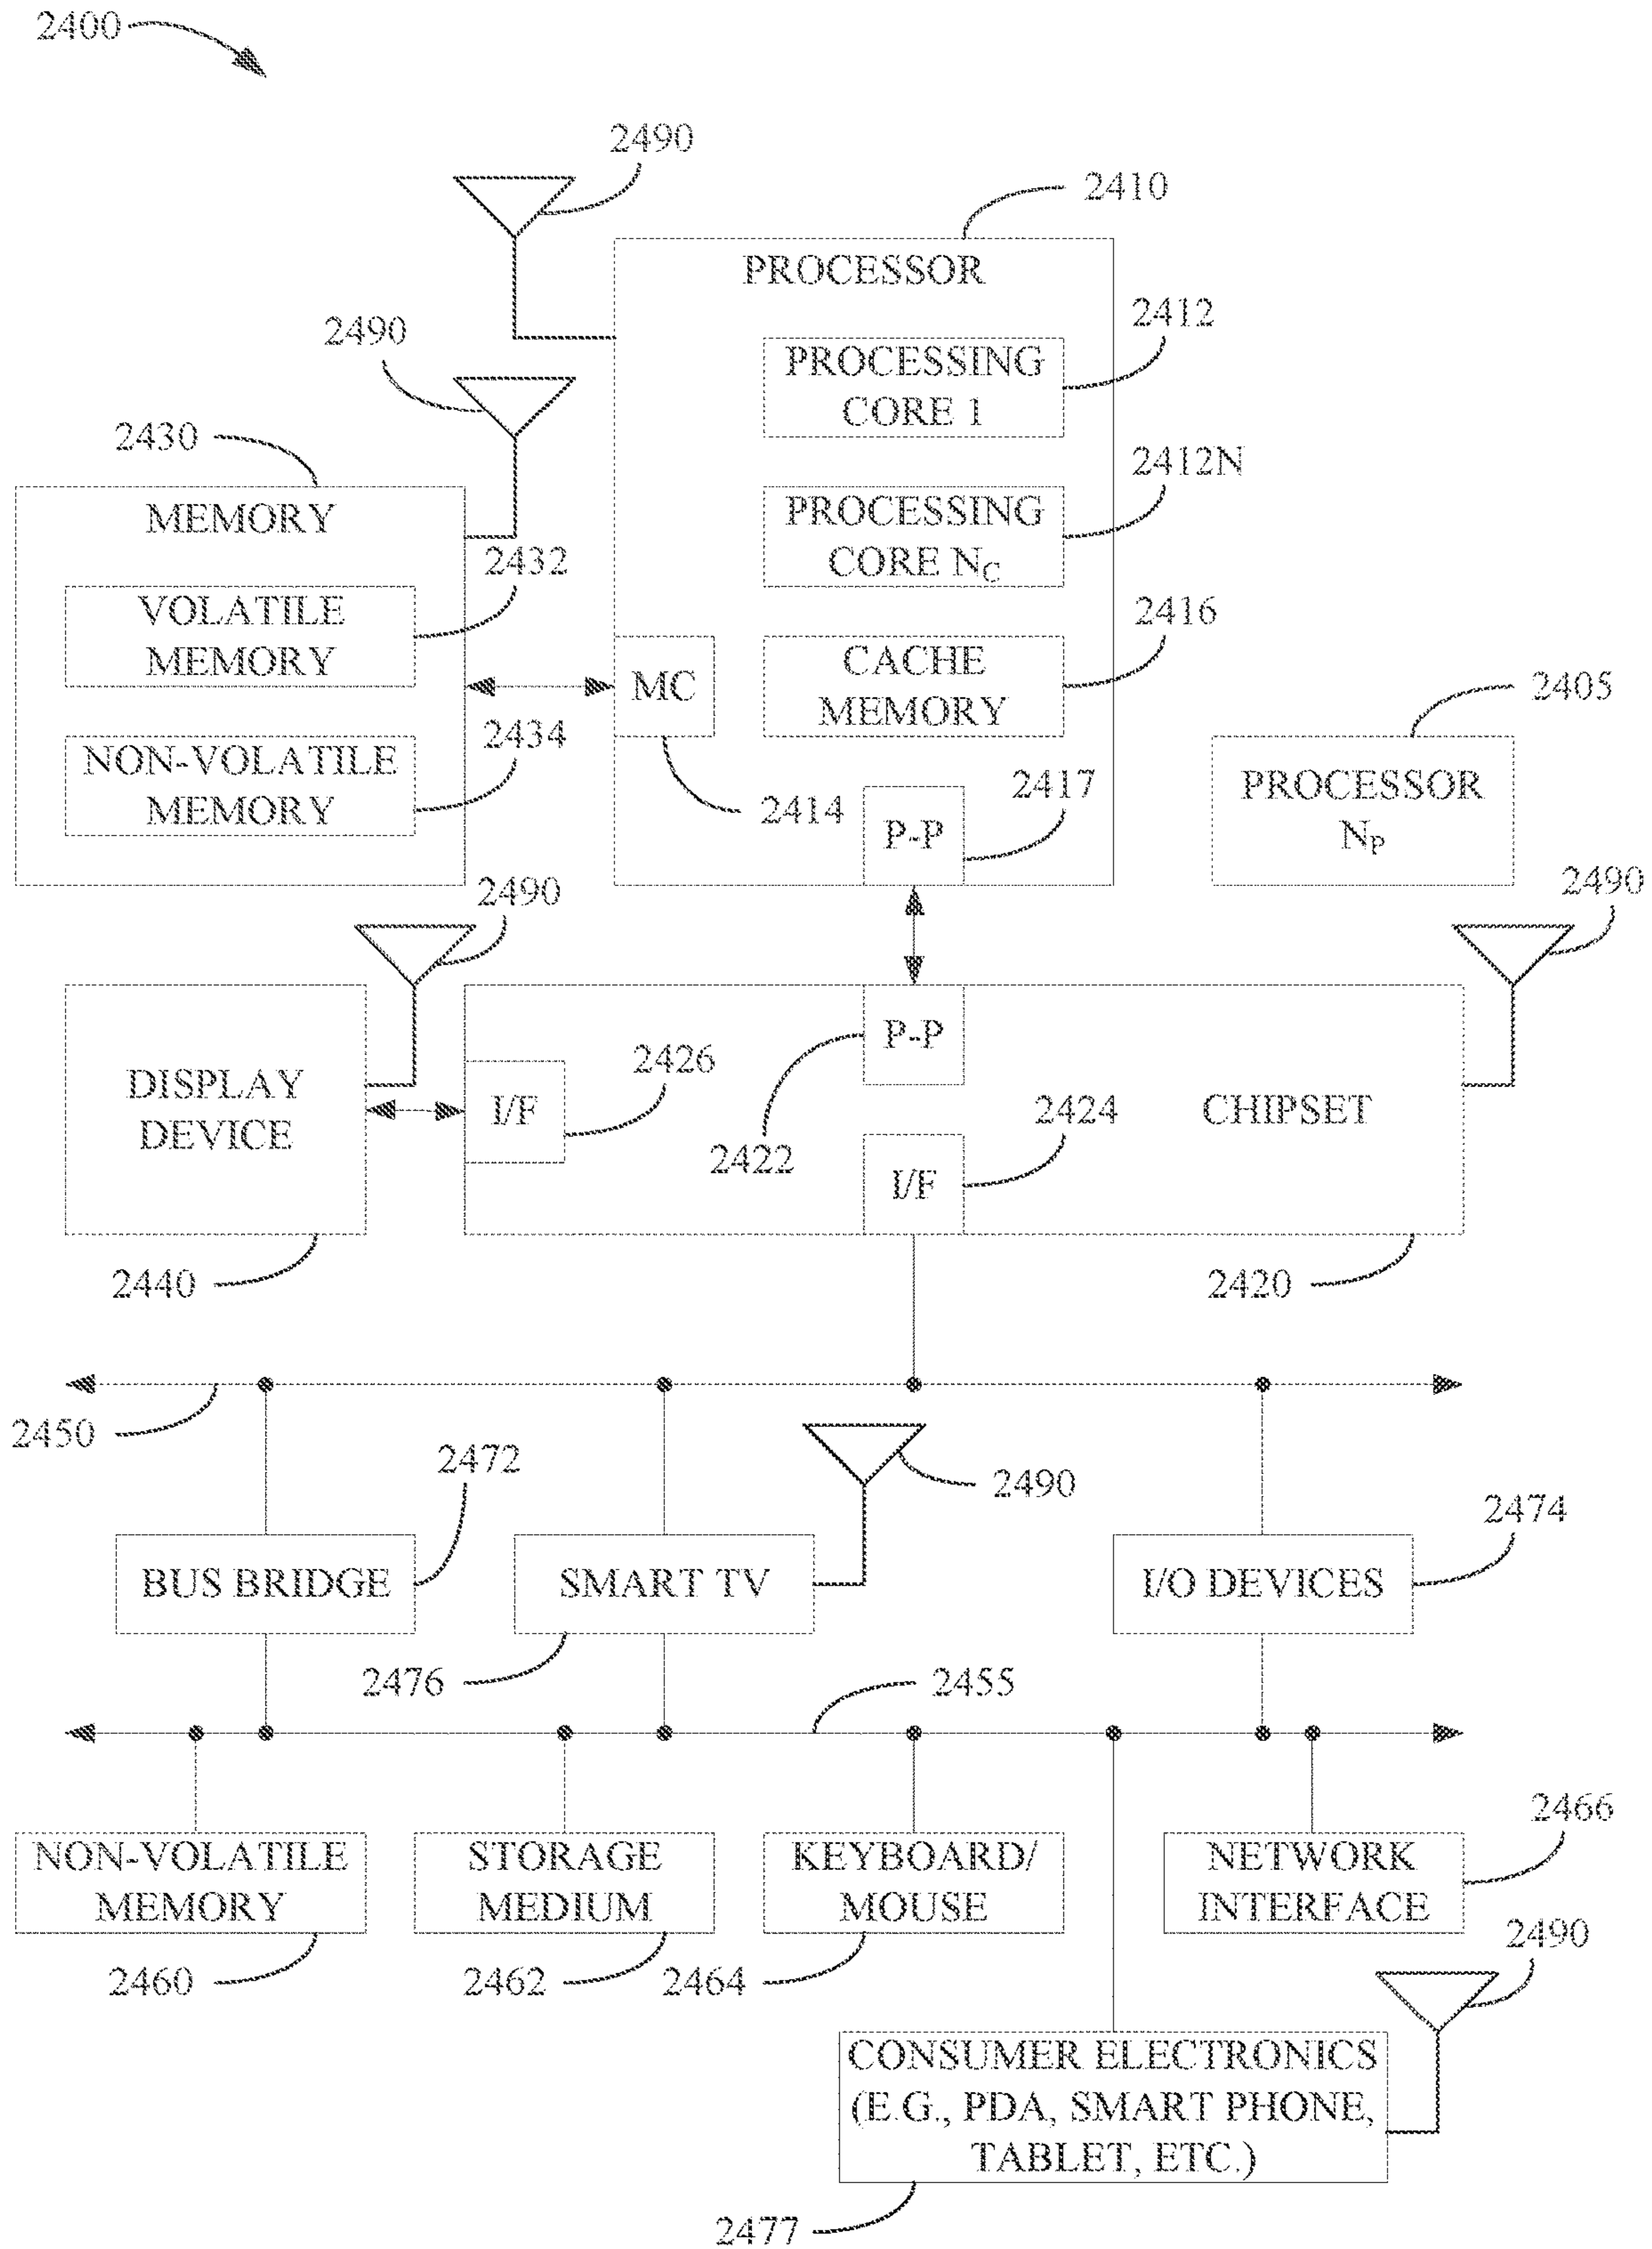 2400
2490
2410
PROCESSOR
2412
2490
PROCESSING
CORE 1
2430
2412N
MEMORY
PROCESSING
CORE NC
2432
VOLATILE
MEMORY
2416
CACHE
MEMORY
MC
2405
2434
NON-VOLATILE
MEMORY
2414
2417
P-P
PROCESSOR
NP
2490
2490
P-P
2426
DISPLAY
DEVICE
I/F
2422
2424
CHIPSET
I/F
2440
2420
2450
2472
2490
2474
BUS BRIDGE
SMART TV
I/O DEVICES
2476
2455
2466
NON-VOLATILE
MEMORY
STORAGE
MEDIUM
KEYBOARD/
MOUSE
NETWORK
INTERFACE
2460
2462
2464
2490
CONSUMER ELECTRONICS
(E.G., PDA, SMART PHONE,
TABLET, ETC.)
2477